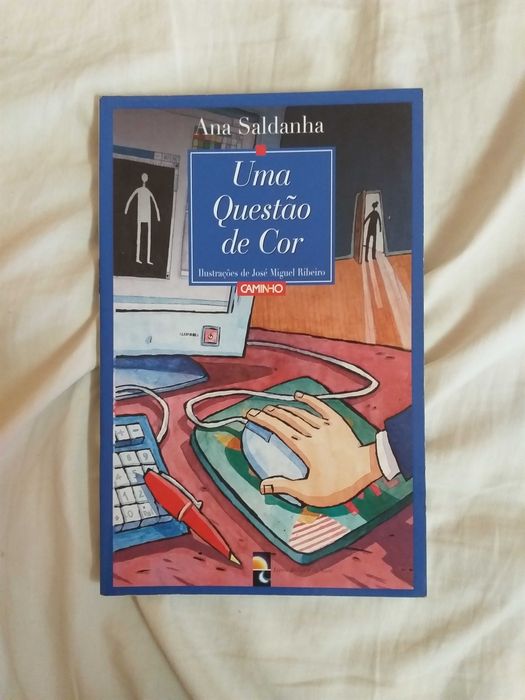 Ana Saldanha
Uma
Questão
de Cor
Ilustrações de José Miguel Ribeiro
CAMINHO